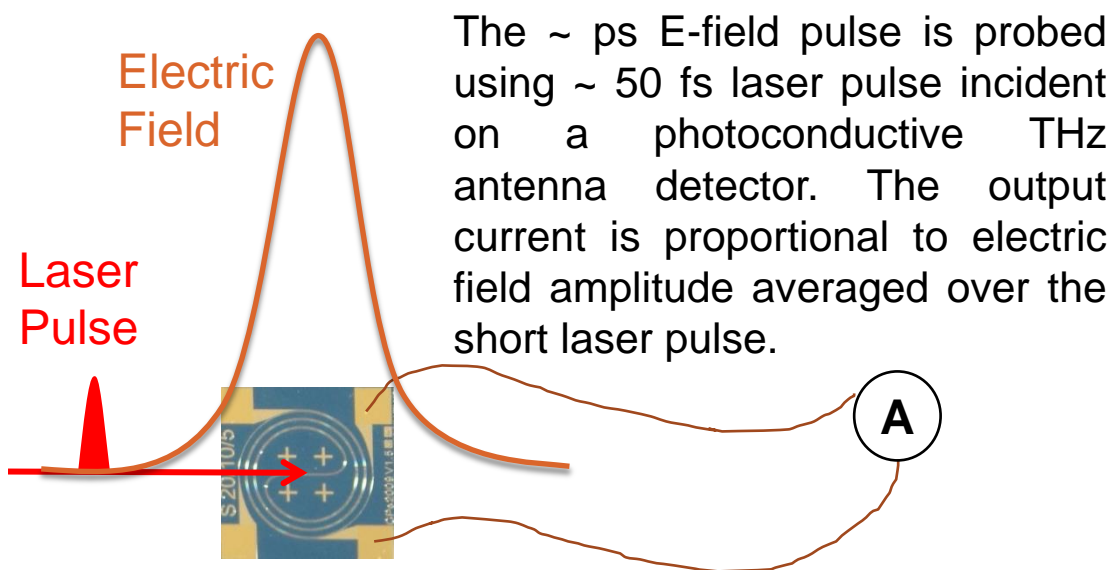 Electric
Field
The ~ ps E-field pulse is probed
using ~ 50 fs laser pulse incident
on a photoconductive THz
antenna detector. The output
current is proportional to electric
field amplitude averaged over the
short laser pulse.
Laser
Pulse
A